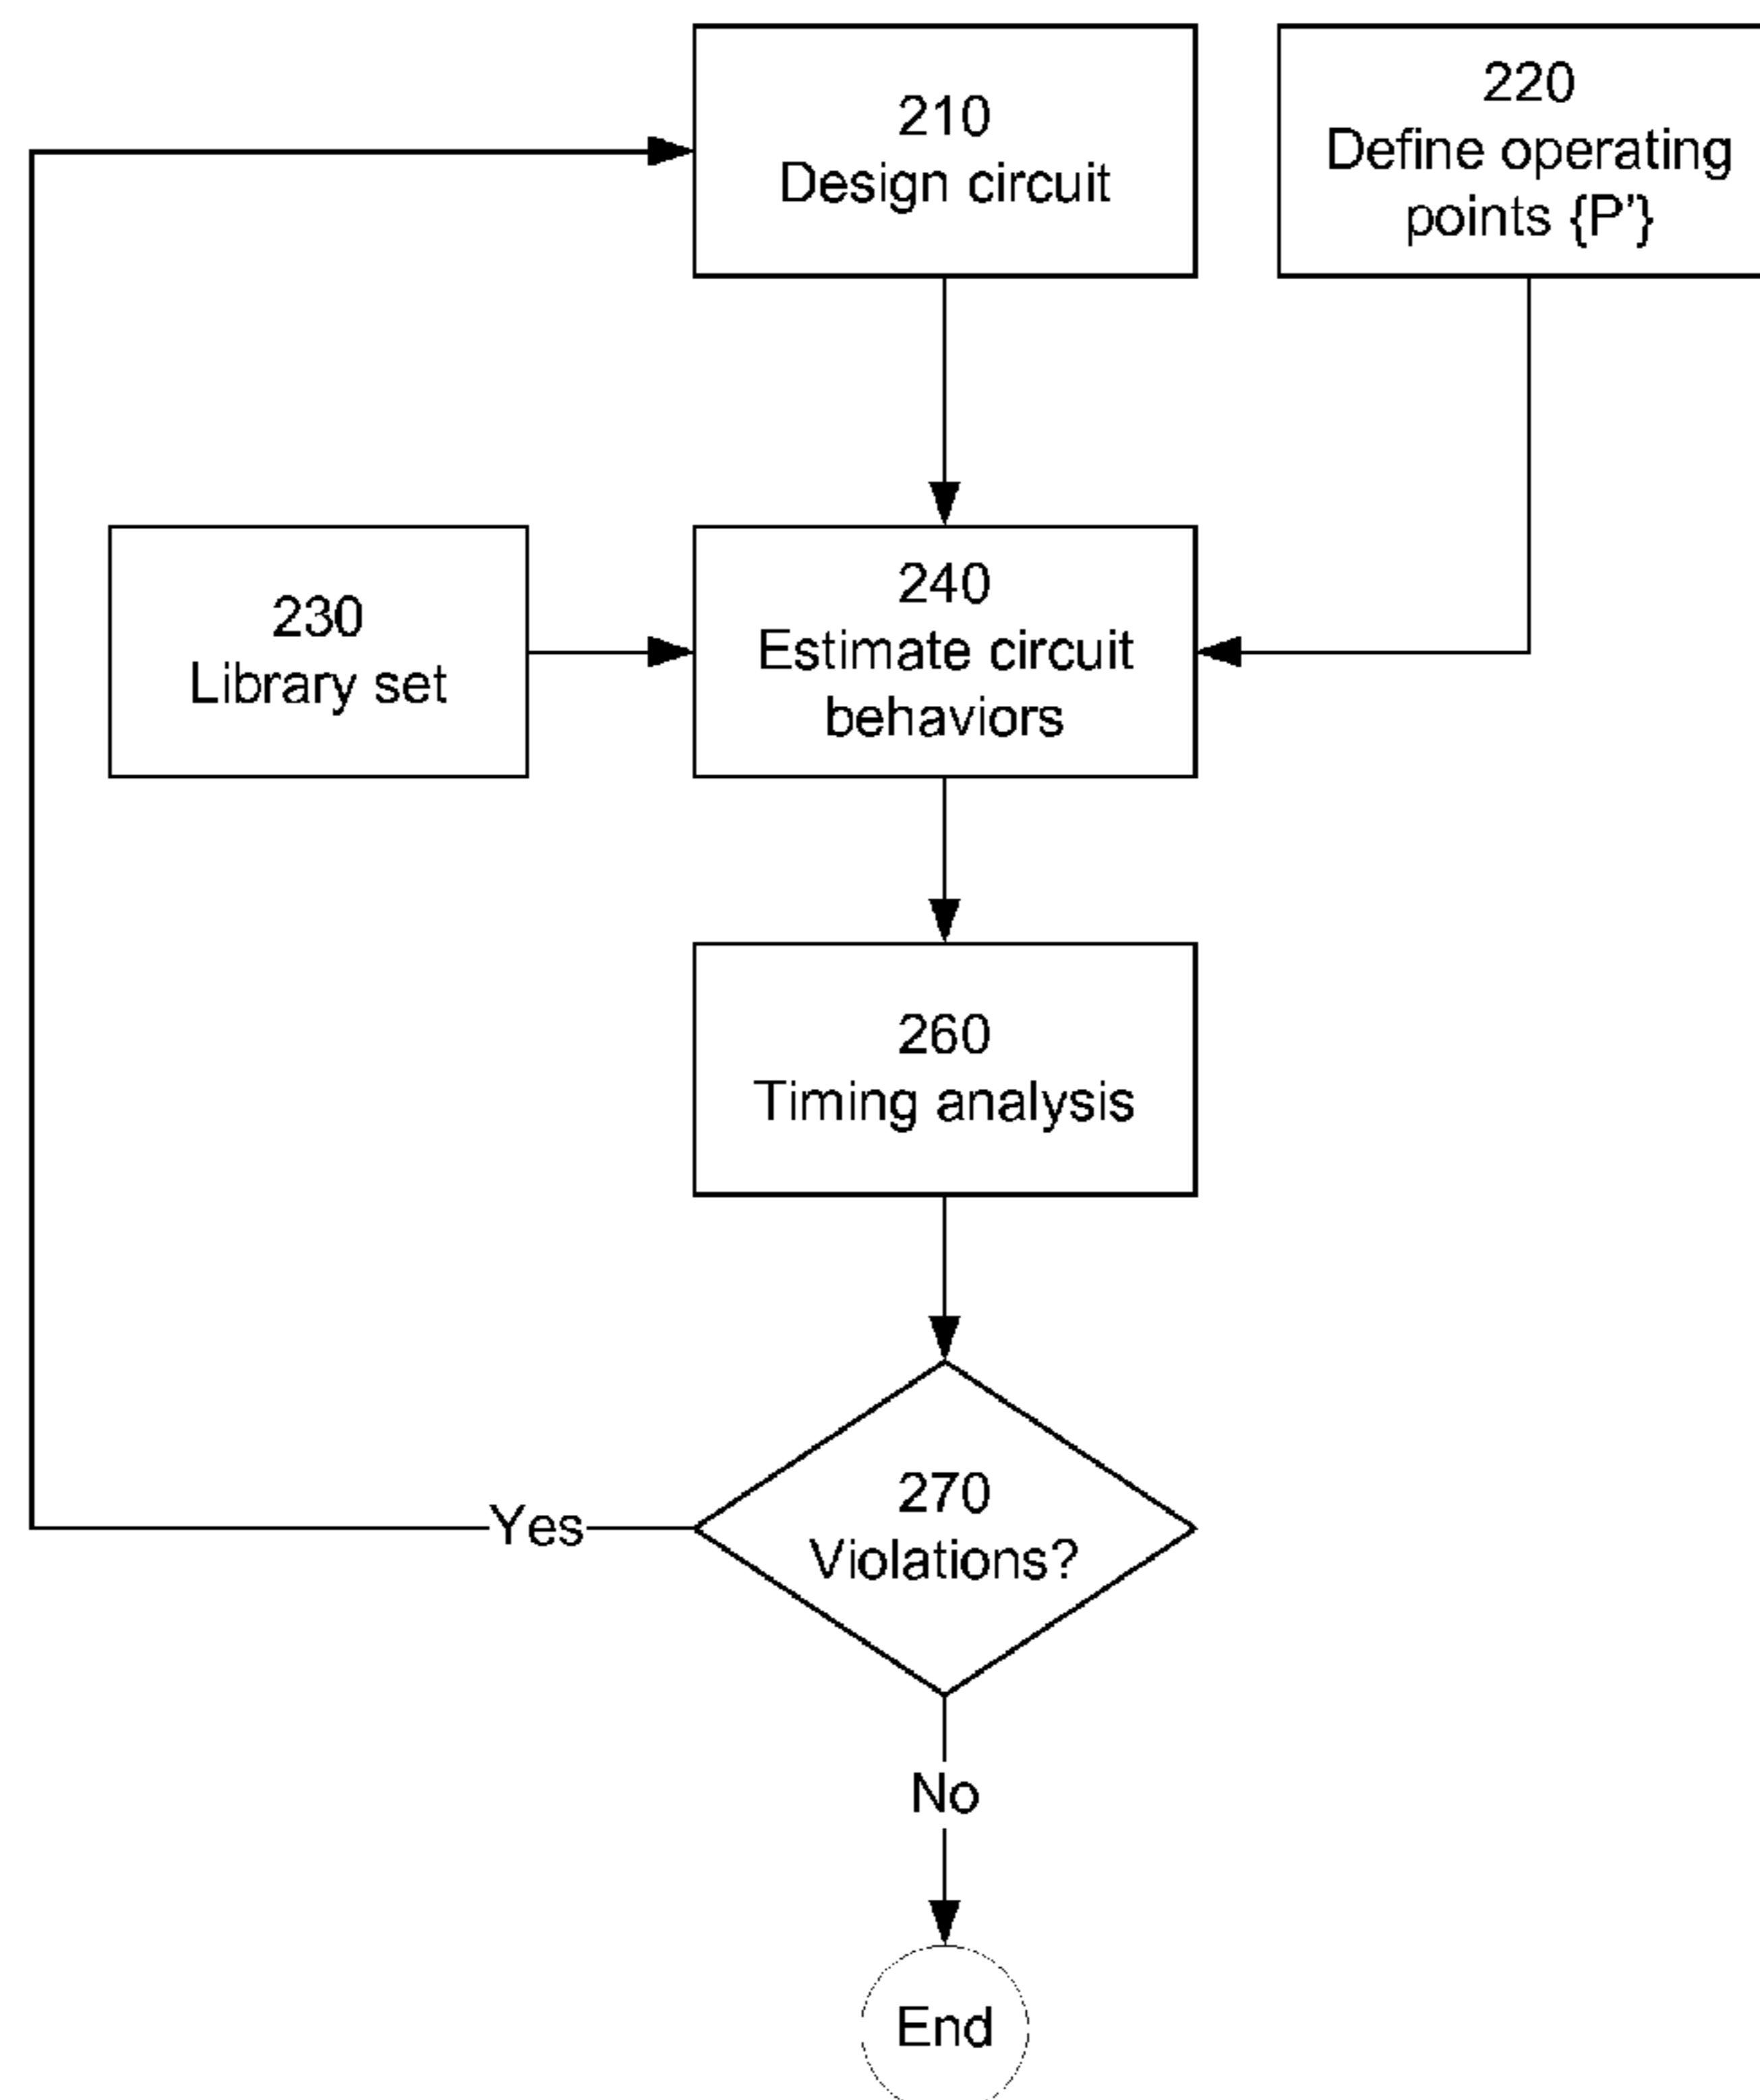 210
Design circuit
220
Define operating
points {P’}
230
Library set
240
Estimate circuit
behaviors
260
Timing analysis
270
Violations?
Yes
No
End